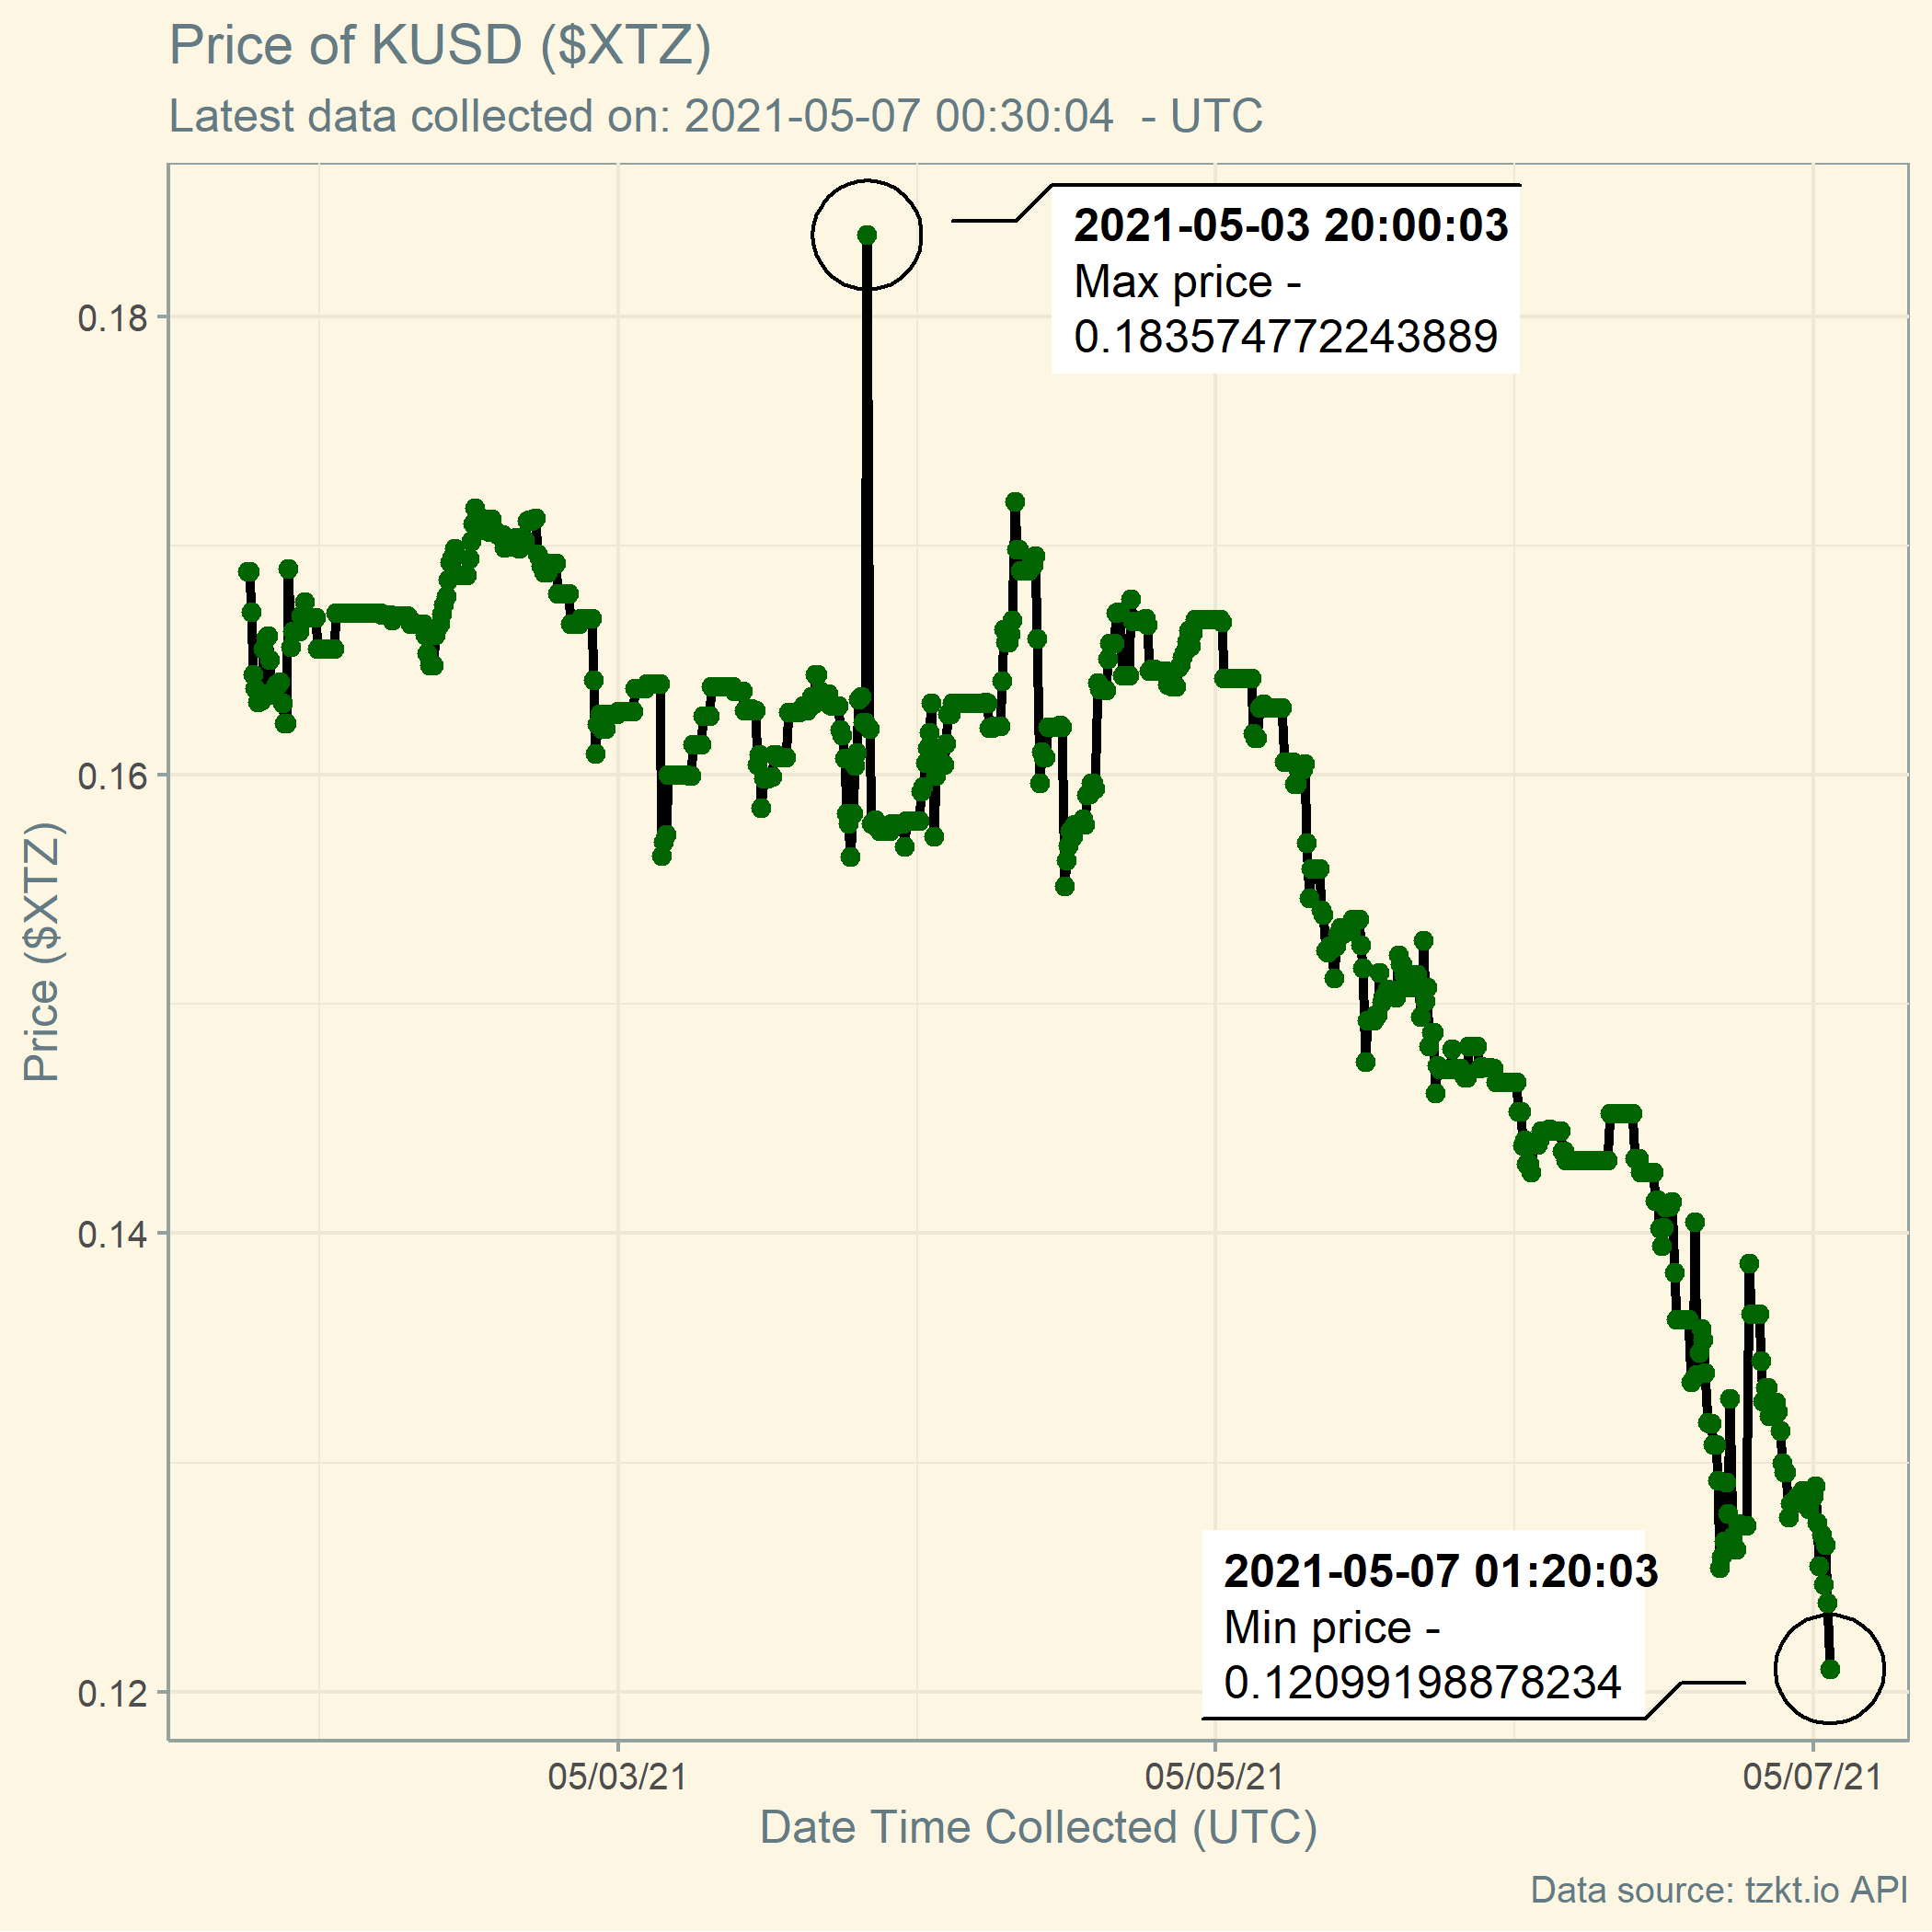 Price of KUSD ($XTZ)
Latest data collected on: 2021-05-07 00:30:04  - UTC
2021-05-03 20:00:03
Max price -
0.183574772243889
0.18
0.16
0.14
0.12
Price ($XTZ)
2021-05-07 01:20:03
Min price -
0.12099198878234
05/03/21
05/05/21
05/07/21
Date Time Collected (UTC)
Data source: tzkt.io API